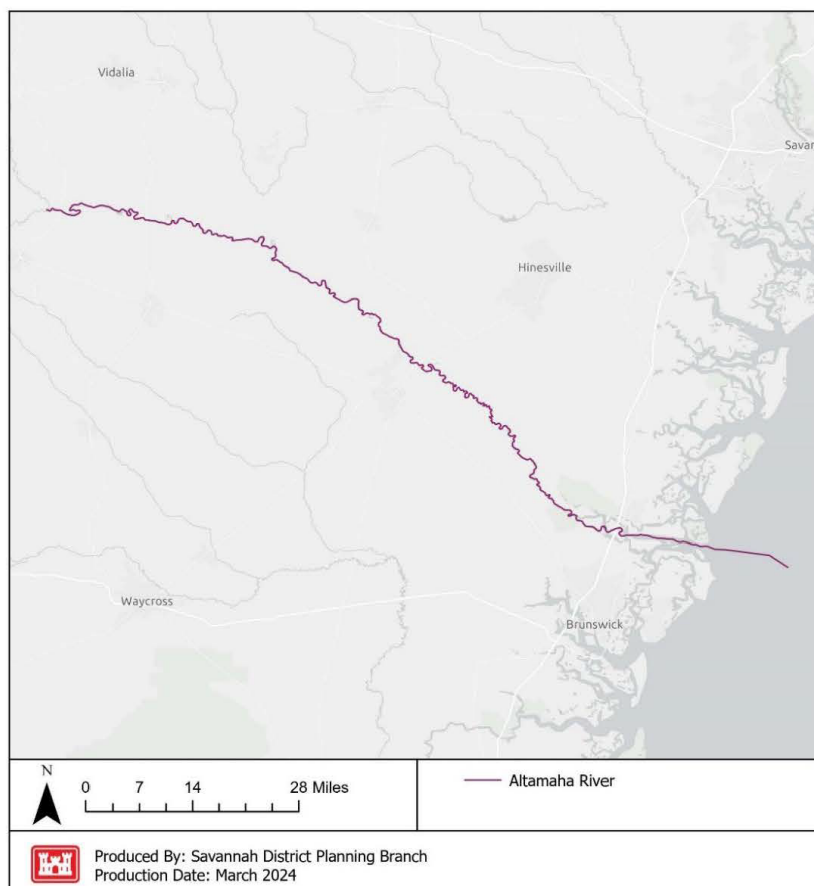 Vidalia
Hinesville
Waycross
Brunswick
N
0 7 14 28 Miles
Altamaha River
Produced By: Savannah District Planning Branch
Production Date: March 2024